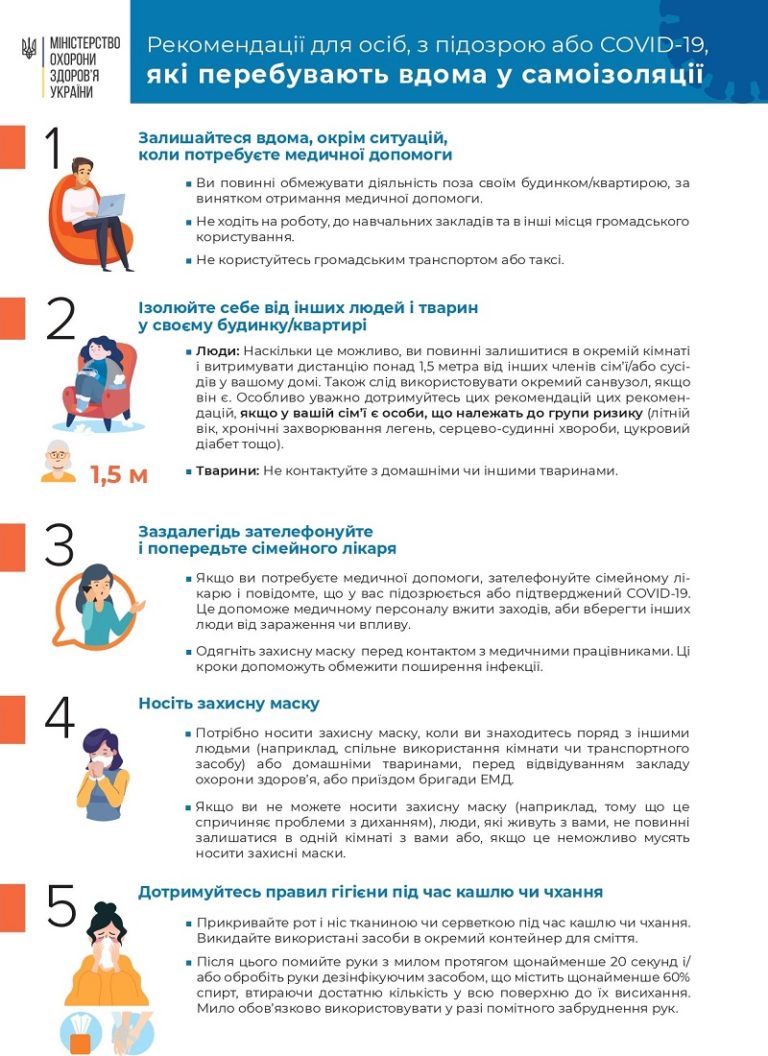 МІНІСТЕРСТВО
ОХОРОНИ
ЗДОРОВ'Я
УКРАЇНИ
Рекомендації для осіб, з підозрою або COVID-19,
які перебувають вдома у самоізоляції
1
Залишайтеся вдома, окрім ситуацій,
коли потребуєте медичної допомоги
▪ Ви повинні обмежувати діяльність поза своїм будинком/квартирою, за
винятком отримання медичної допомоги.
▪ Не ходіть на роботу, до навчальних закладів та в інші місця громадського
користування.
▪ Не користуйтесь громадським транспортом або таксі.
2
Ізолюйте себе від інших людей і тварин
у своєму будинку/квартирі
▪ Люди: Наскільки це можливо, ви повинні залишитися в окремій кімнаті
і витримувати дистанцію понад 1,5 метра від інших членів сім'ї/або сусі-
дів у вашому домі. Також слід використовувати окремий санвузол, якщо
він є. Особливо уважно дотримуйтесь цих рекомендацій цих рекомен-
дацій, якщо у вашій сім'ї є особи, що належать до групи ризику (літній
вік, хронічні захворювання легень, серцево-судинні хвороби, цукровий
діабет тощо).
1,5 м
▪ Тварини: Не контактуйте з домашніми чи іншими тваринами.
3
Заздалегідь зателефонуйте
і попередьте сімейного лікаря
▪ Якщо ви потребуєте медичної допомоги, зателефонуйте сімейному лі-
карю і повідомте, що у вас підозрюється або підтверджений COVID-19.
Це допоможе медичному персоналу вжити заходів, аби вберегти інших
люди від зараження чи впливу.
▪ Одягніть захисну маску перед контактом з медичними працівниками. Ці
кроки допоможуть обмежити поширення інфекції.
4
Носіть захисну маску
▪ Потрібно носити захисну маску, коли ви знаходитесь поряд з іншими
людьми (наприклад, спільне використання кімнати чи транспортного
засобу) або домашніми тваринами, перед відвідуванням закладу
охорони здоров'я, або приїздом бригади ЕМД.
▪ Якщо ви не можете носити захисну маску (наприклад, тому що це
спричиняє проблеми з диханням), люди, які живуть з вами, не повинні
залишатися в одній кімнаті з вами або, якщо це неможливо мусять
носити захисні маски.
5
Дотримуйтесь правил гігієни під час кашлю чи чхання
▪ Прикривайте рот і ніс тканиною чи серветкою під час кашлю чи чхання.
Викидайте використані засоби в окремий контейнер для сміття.
▪ Після цього помийте руки з милом протягом щонайменше 20 секунд і/
або обробіть руки дезінфікуючим засобом, що містить щонайменше 60%
спирт, втираючи достатню кількість у всю поверхню до їх висихання.
Мило обов'язково використовувати у разі помітного забруднення рук.